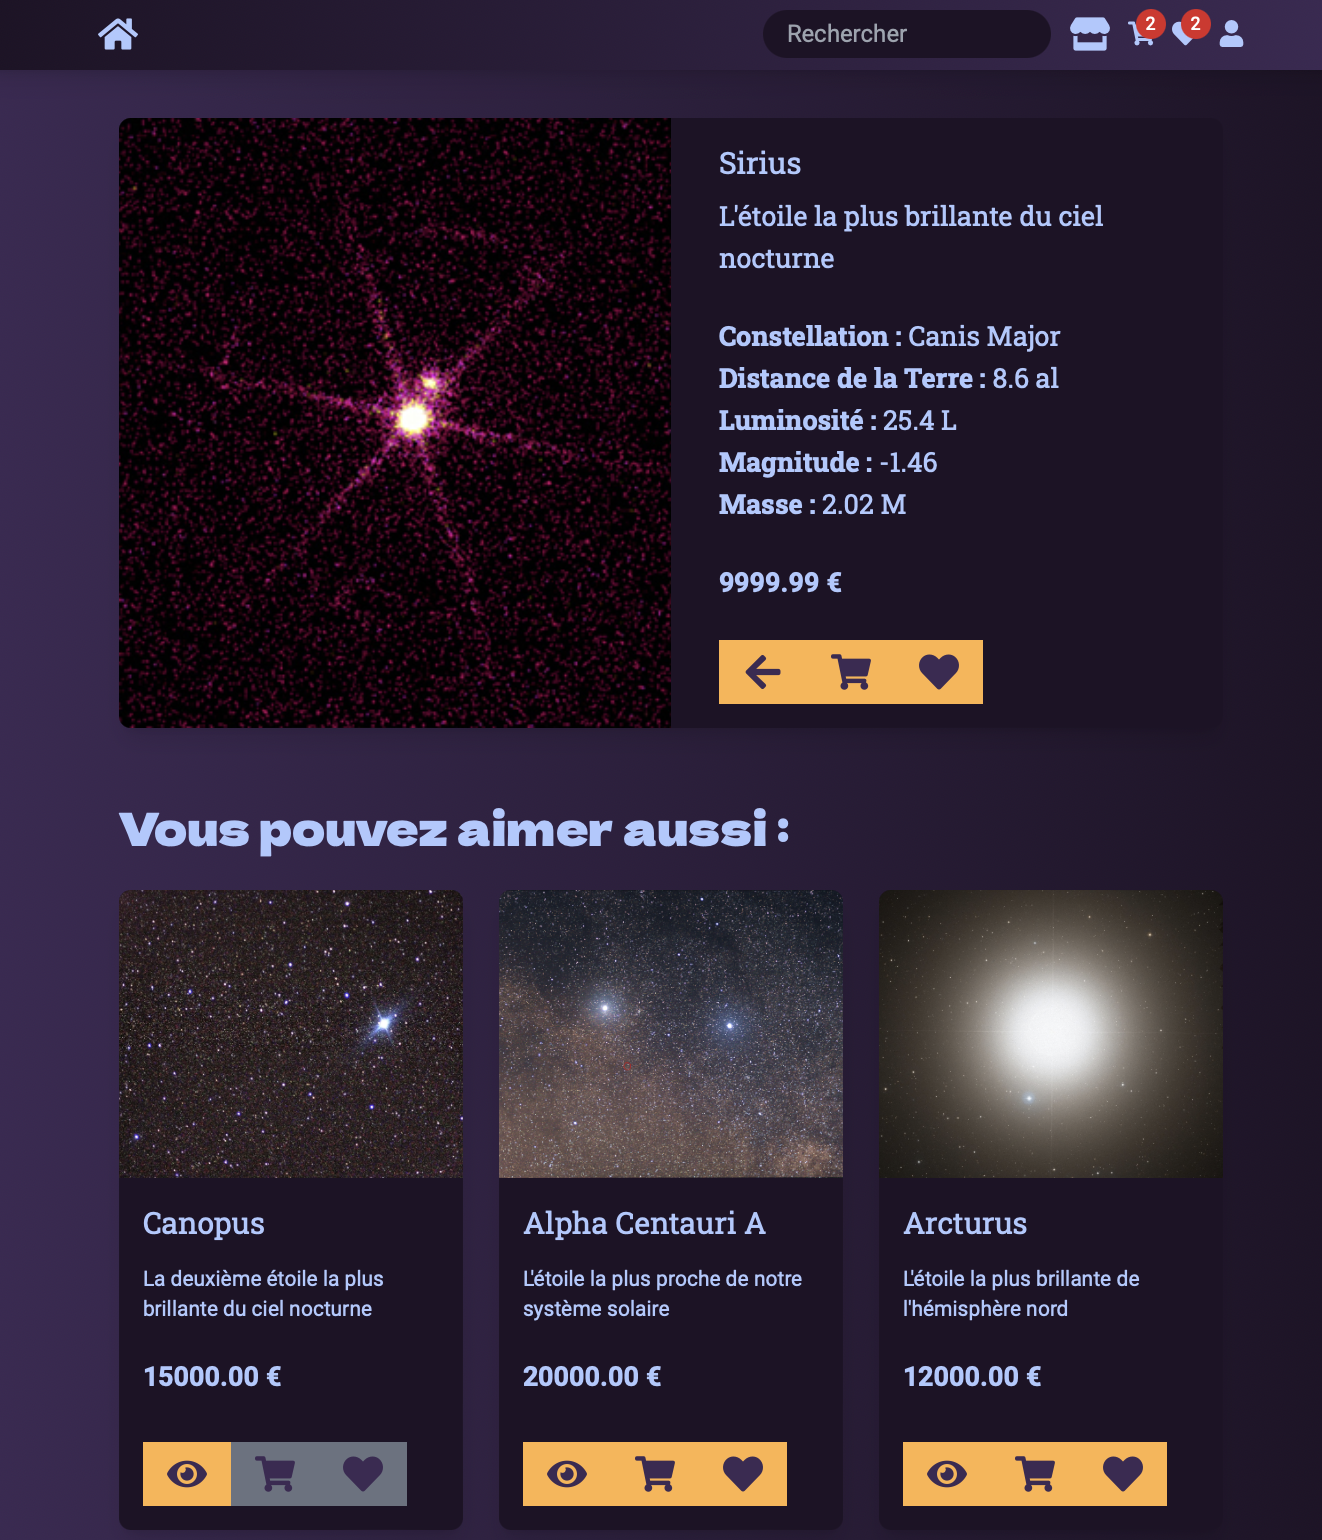 Rechercher
2
2
Sirius
L'étoile la plus brillante du ciel
nocturne
Constellation : Canis Major
Distance de la Terre : 8.6 al
Luminosité : 25.4 L
Magnitude : -1.46
Masse : 2.02 M
9999.99 €
Vous pouvez aimer aussi :
Canopus
La deuxième étoile la plus
brillante du ciel nocturne
15000.00 €
Alpha Centauri A
L'étoile la plus proche de notre
système solaire
20000.00 €
Arcturus
L'étoile la plus brillante de
l'hémisphère nord
12000.00 €